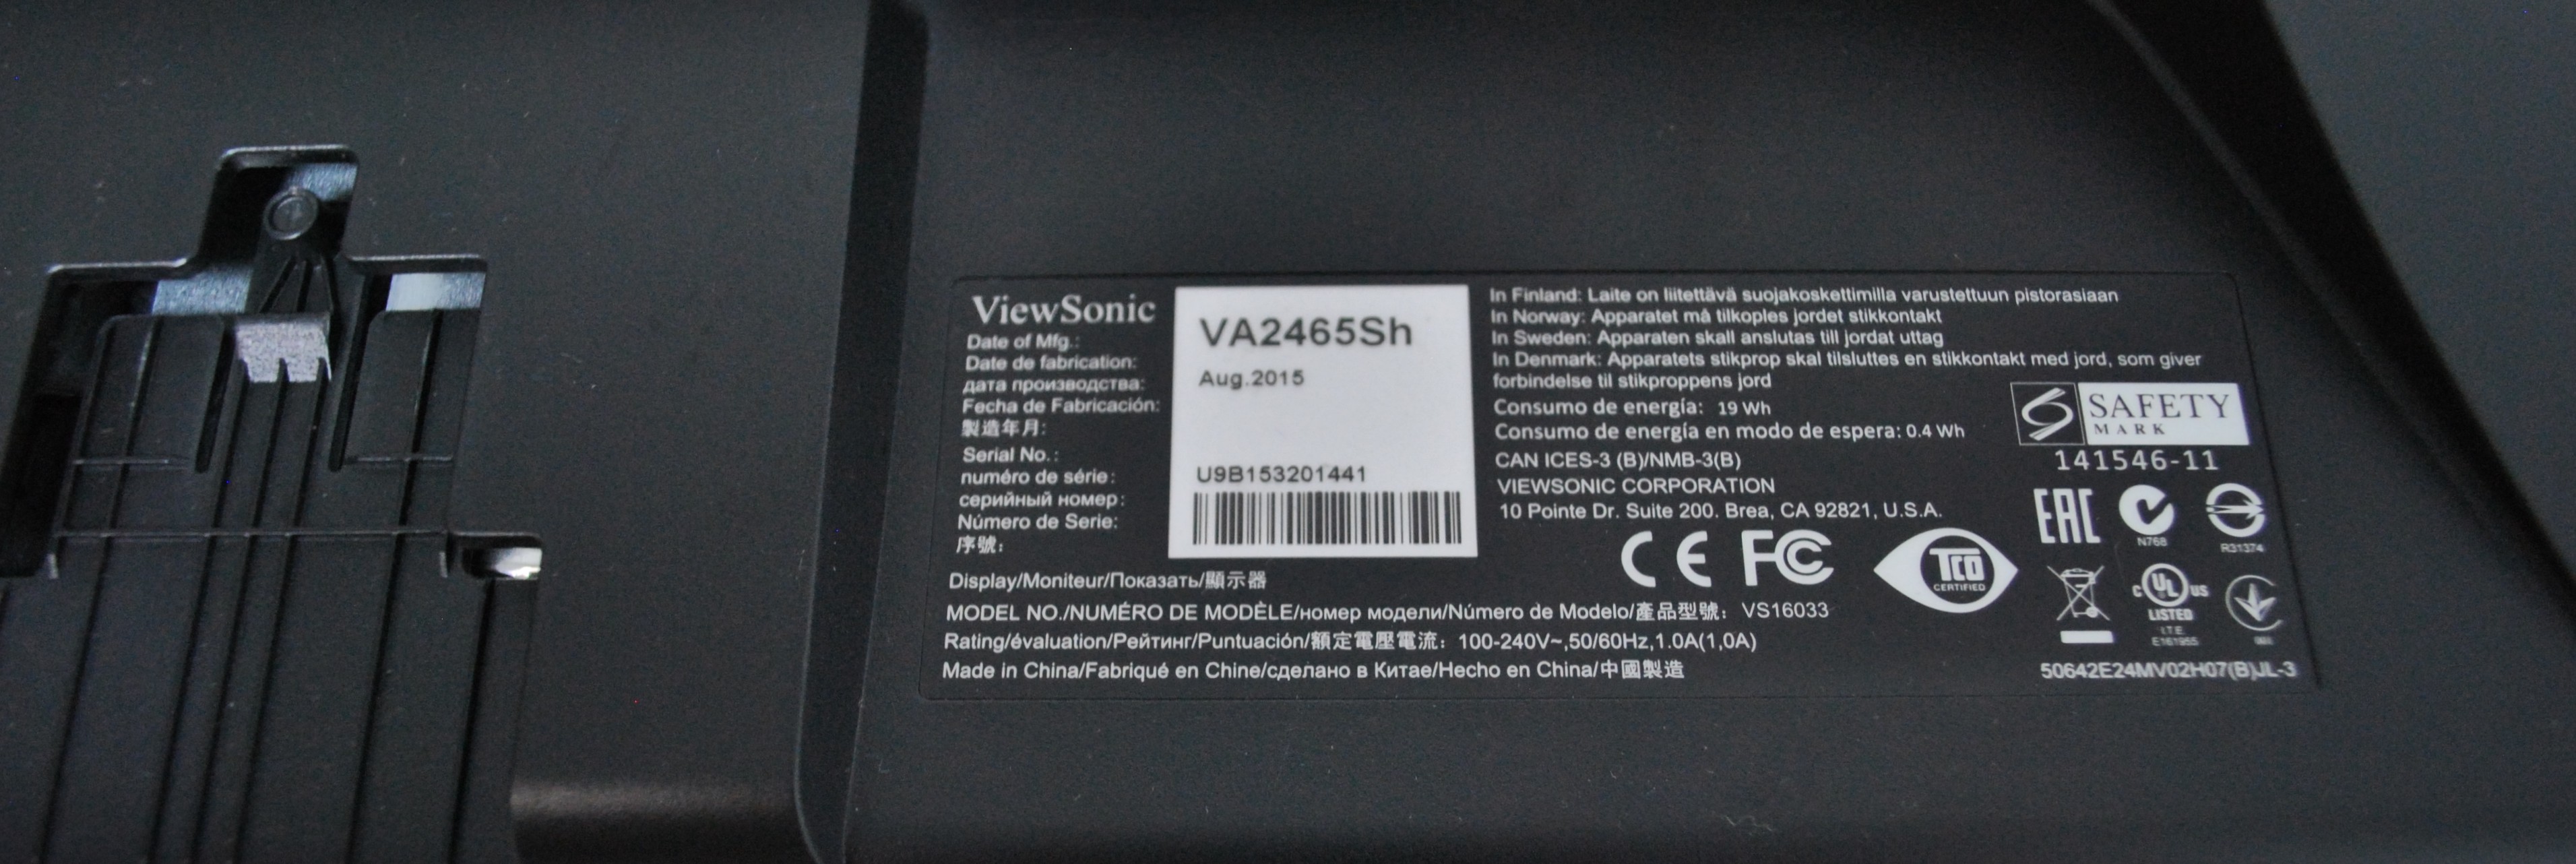 ViewSonic
Date of Mfg.:
Date de fabrication:
дата производства:
Fecha de Fabricación:
製造年月:
Serial No.:
numéro de série:
серийный номер:
Número de Serie:
序號:
VA2465Sh
Aug.2015
U9B153201441
In Finland: Laite on liitettävä suojakoskettimilla varustettuun pistorasiaan
In Norway: Apparatet må tilkoples jordet stikkontakt
In Sweden: Apparaten skall anslutas till jordat uttag
In Denmark: Apparatets stikprop skal tilsluttes en stikkontakt med jord, som giver
forbindelse til stikproppens jord
Consumo de energía: 19 Wh
Consumo de energía en modo de espera: 0.4 Wh
CAN ICES-3 (B)/NMB-3(B)
VIEWSONIC CORPORATION
10 Pointe Dr. Suite 200. Brea, CA 92821, U.S.A.
SAFETY
MARK
141546-11
EAC
N768
R31374
CE FC
TCO
CERTIFIED
C UL US
LISTED
I.T.E.
E161955
Display/Moniteur/Показать/顯示器
MODEL NO./NUMÉRO DE MODÈLE/номер модели/Número de Modelo/產品型號: VS16033
Rating/évaluation/Рейтинг/Puntuación/額定電壓電流: 100-240V~,50/60Hz,1.0A(1,0A)
Made in China/Fabriqué en Chine/сделано в Китае/Hecho en China/中國製造
50642E24MV02H07(B)JL-3